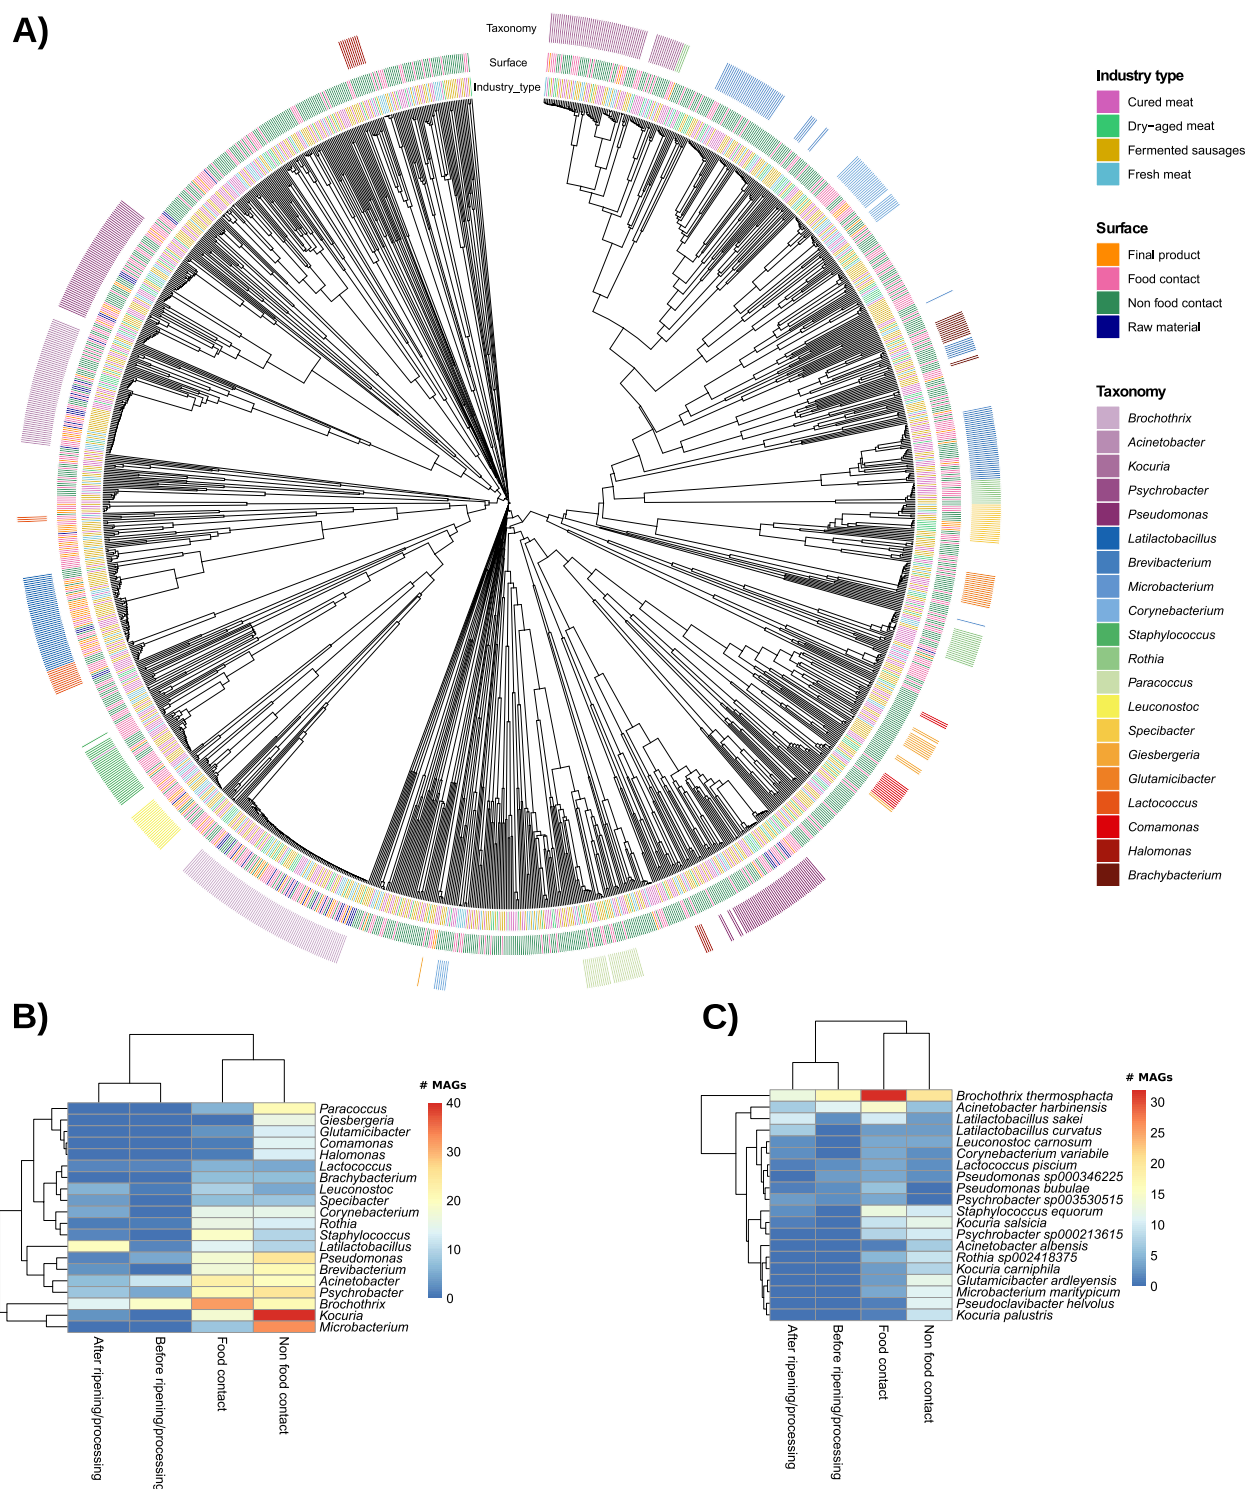 A)
Taxonomy
Surface
Industry_type
Industry type
Cured meat
Dry−aged meat
Fermented sausages
Fresh meat
Surface
Final product
Food contact
Non food contact
Raw material
Taxonomy
Brochothrix
Acinetobacter
Kocuria
Psychrobacter
Pseudomonas
Latilactobacillus
Brevibacterium
Microbacterium
Corynebacterium
Staphylococcus
Rothia
Paracoccus
Leuconostoc
Specibacter
Giesbergeria
Glutamicibacter
Lactococcus
Comamonas
Halomonas
Brachybacterium
B)
# MAGs
40
30
20
10
0
Paracoccus
Giesbergeria
Glutamicibacter
Comamonas
Halomonas
Lactococcus
Brachybacterium
Leuconostoc
Specibacter
Corynebacterium
Rothia
Staphylococcus
Latilactobacillus
Pseudomonas
Brevibacterium
Acinetobacter
Psychrobacter
Brochothrix
Kocuria
Microbacterium
After ripening/processing
Before ripening/processing
Food contact
Non food contact
C)
# MAGs
30
25
20
15
10
5
0
Brochothrix thermosphacta
Acinetobacter harbinensis
Latilactobacillus sakei
Latilactobacillus curvatus
Leuconostoc carnosum
Corynebacterium variabile
Lactococcus piscium
Pseudomonas sp000346225
Pseudomonas bubulae
Psychrobacter sp003530515
Staphylococcus equorum
Kocuria salsicia
Psychrobacter sp000213615
Acinetobacter albensis
Rothia sp002418375
Kocuria carniphila
Glutamicibacter ardleyensis
Microbacterium maritypicum
Pseudoclavibacter helvolus
Kocuria palustris
After ripening/processing
Before ripening/processing
Food contact
Non food contact